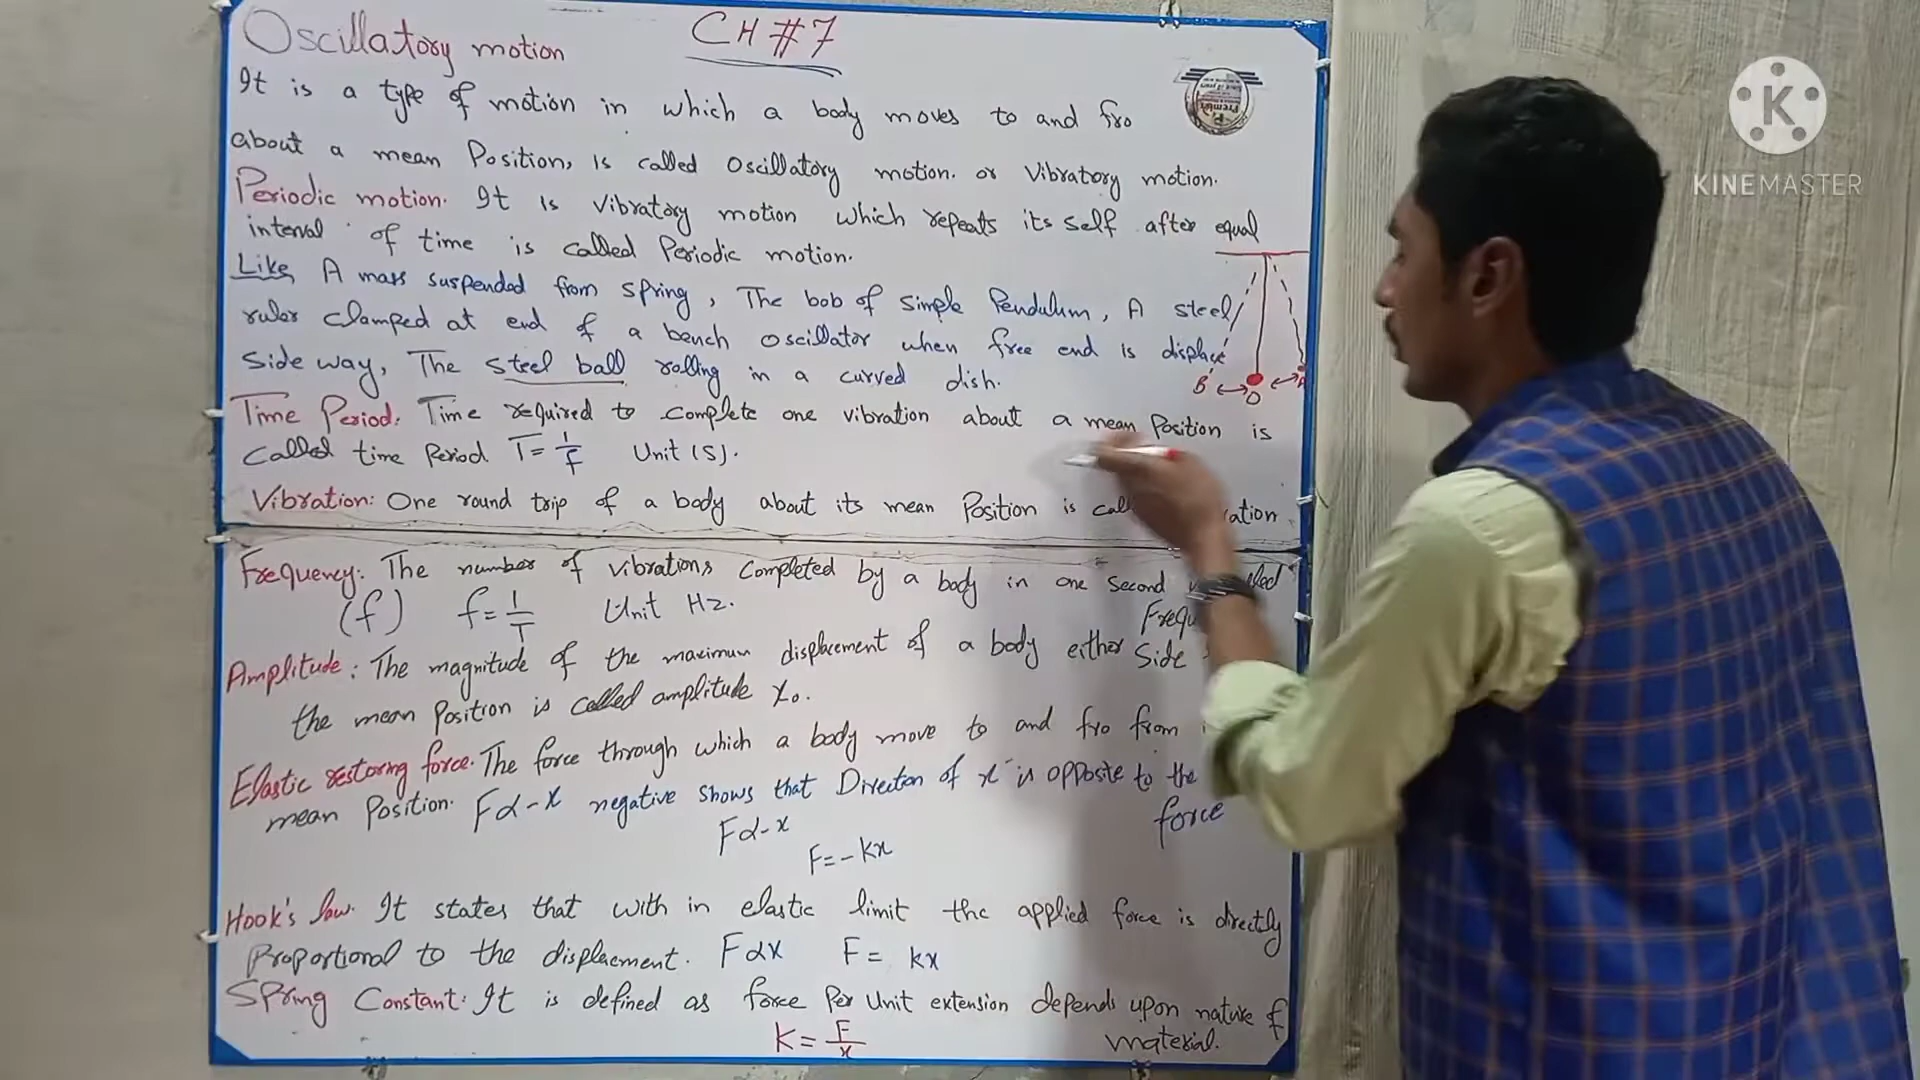 Oscillatory motion CH #7
It is a type of motion in which a body moves to and fro
about a mean Position, is called oscillatory motion. or Vibratory motion.
Periodic motion. It is vibratory motion which repeats its self after equal
interval of time is called Periodic motion.
Like, A mass suspended from spring, The bob of simple Pendulum, A steel
ruler clamped at end of a bench oscillator when free end is displace
side way, The steel ball rolling in a curved dish.
B O A
Time Period. Time required to complete one vibration about a mean Position is
called time Period T=1/f Unit (S).
Vibration: One round trip of a body about its mean Position is
Frequency: The number of vibrations completed by a body in one second
(f) f=1/T Unit Hz.
Amplitude: The magnitude of the maximum displacement of a body either side
the mean Position is called amplitude X₀.
Elastic restoring force. The force through which a body move to and fro from
mean Position. F∝-x negative shows that Direction of x is opposite to the
force
F∝-x
F=-kx
Hook's law. It states that with in elastic limit the applied force is directly
Proportional to the displacement. F∝x F= kx
Spring Constant: It is defined as force Per Unit extension depends upon nature of
material.
K=F/x
Premier
KINEMASTER